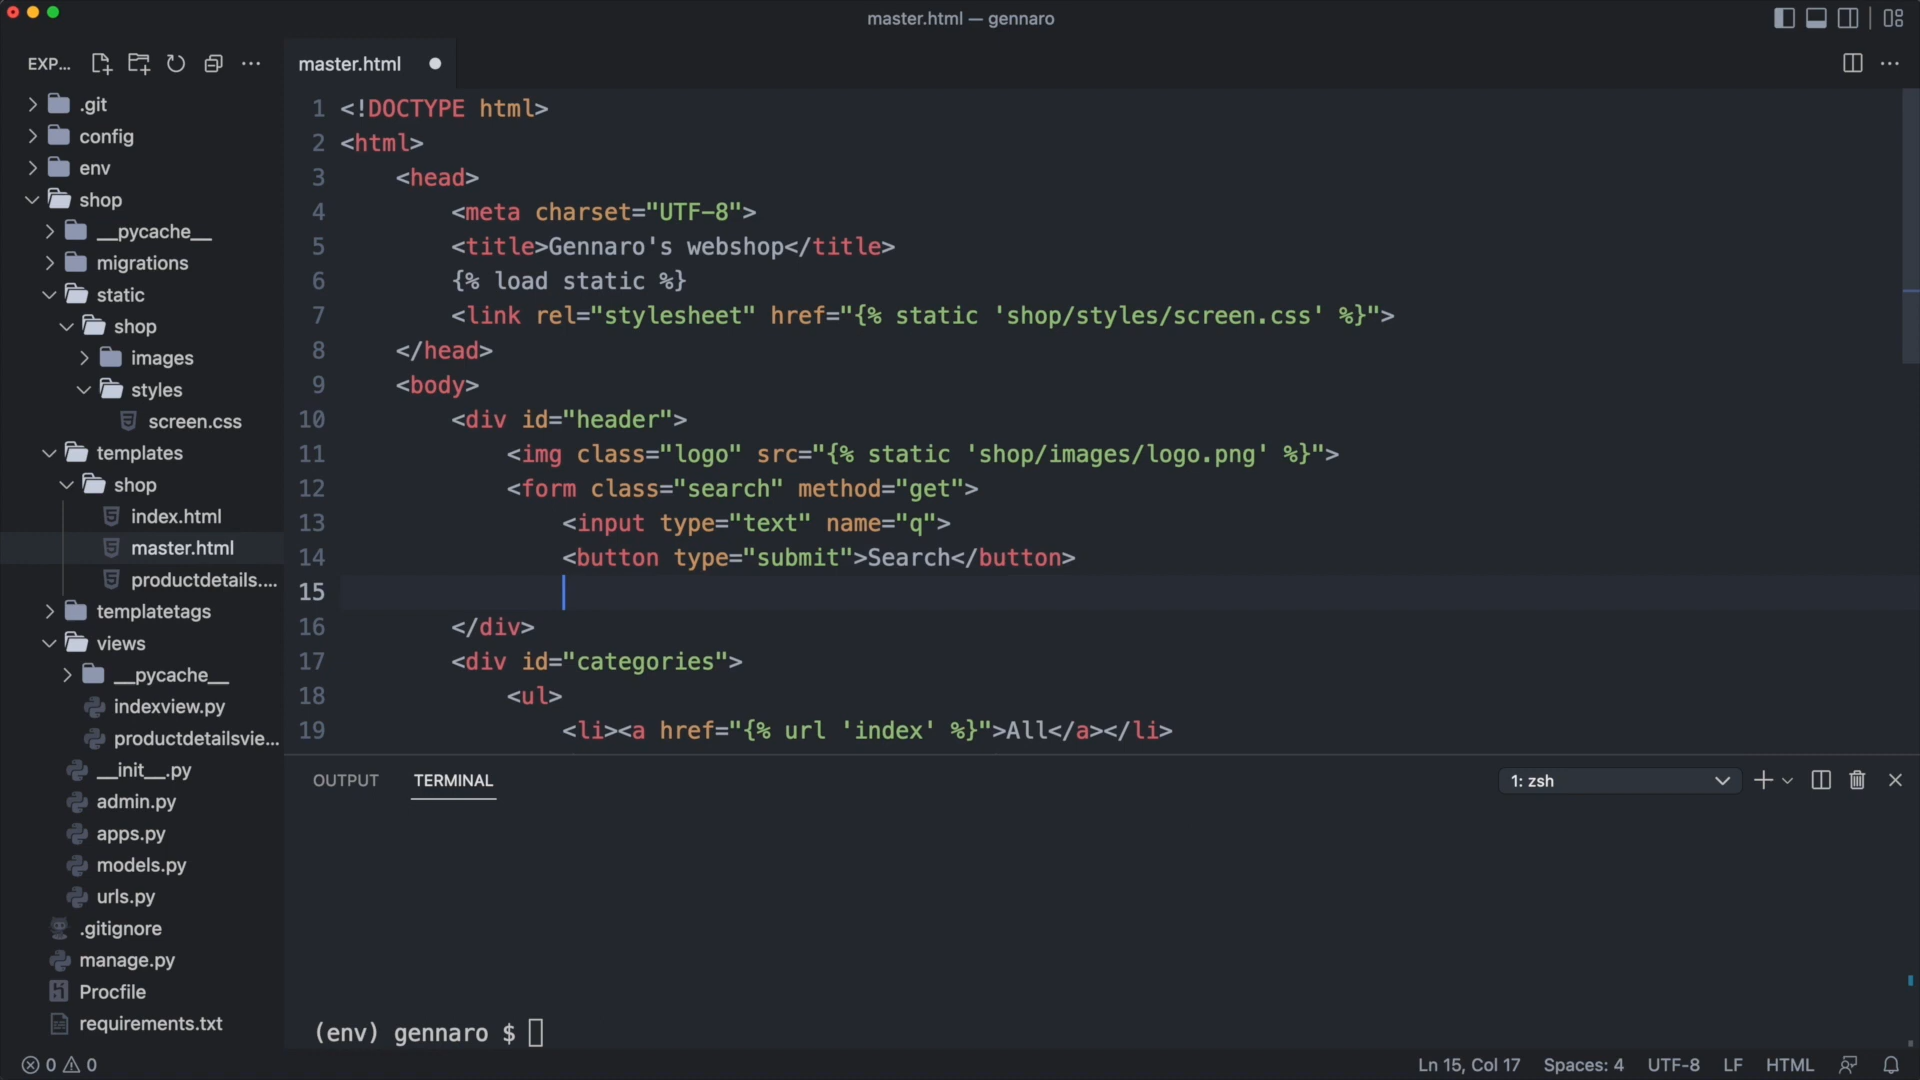 master.html — gennaro
EXP...
.git
config
env
shop
__pycache__
migrations
static
shop
images
styles
screen.css
templates
shop
index.html
master.html
productdetails....
templatetags
views
__pycache__
indexview.py
productdetailsvie...
__init__.py
admin.py
apps.py
models.py
urls.py
.gitignore
manage.py
Procfile
requirements.txt
master.html
1 <!DOCTYPE html>
2 <html>
3 <head>
4 <meta charset="UTF-8">
5 <title>Gennaro's webshop</title>
6 {% load static %}
7 <link rel="stylesheet" href="{% static 'shop/styles/screen.css' %}">
8 </head>
9 <body>
10 <div id="header">
11 <img class="logo" src="{% static 'shop/images/logo.png' %}">
12 <form class="search" method="get">
13 <input type="text" name="q">
14 <button type="submit">Search</button>
15
16 </div>
17 <div id="categories">
18 <ul>
19 <li><a href="{% url 'index' %}">All</a></li>
OUTPUT TERMINAL 1: zsh
(env) gennaro $
0 0 Ln 15, Col 17 Spaces: 4 UTF-8 LF HTML